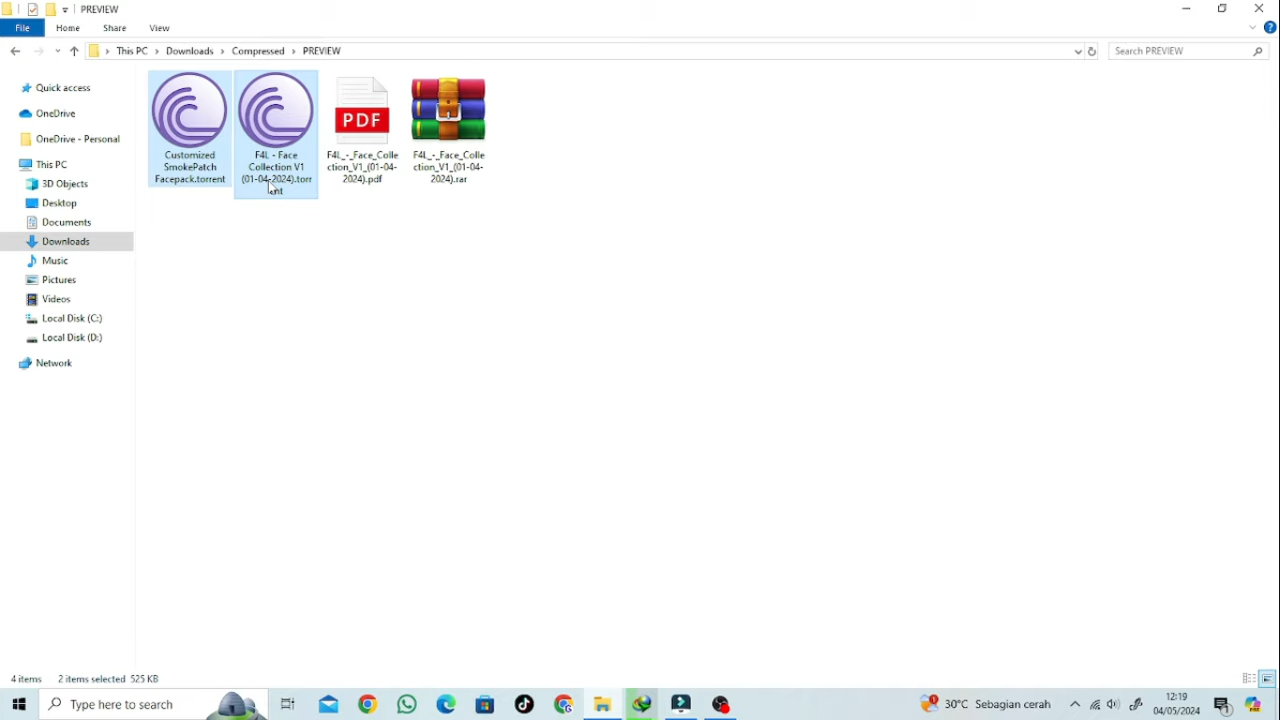 PREVIEW
File
Home
Share
View
This PC
Downloads
Compressed
PREVIEW
Search PREVIEW
Quick access
OneDrive
OneDrive - Personal
This PC
3D Objects
Desktop
Documents
Downloads
Music
Pictures
Videos
Local Disk (C:)
Local Disk (D:)
Network
Customized
SmokePatch
Facepack.torrent
F4L - Face
Collection V1
(01-04-2024).torr
ent
PDF
F4L_-_Face_Colle
ction_V1_(01-04-
2024).pdf
F4L_-_Face_Colle
ction_V1_(01-04-
2024).rar
4 items
2 items selected
525 KB
Type here to search
30°C
Sebagian cerah
12:19
04/05/2024